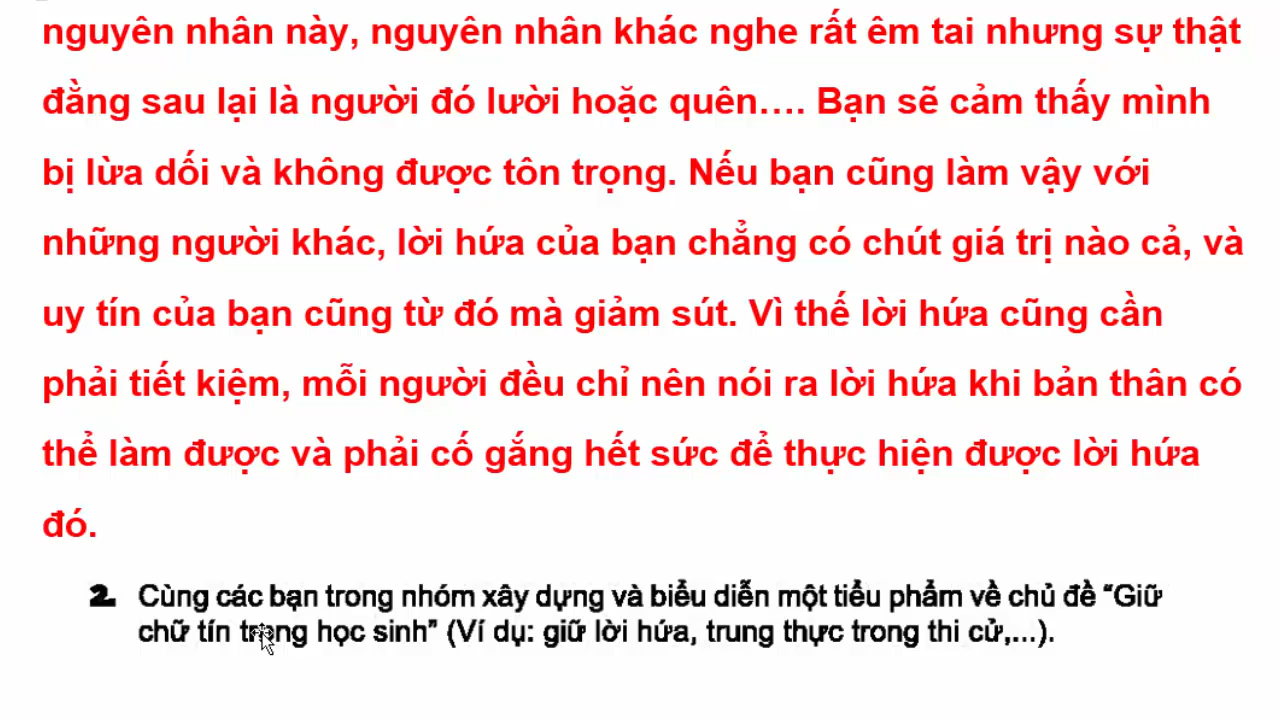 nguyên nhân này, nguyên nhân khác nghe rất êm tai nhưng sự thật
đằng sau lại là người đó lười hoặc quên…. Bạn sẽ cảm thấy mình
bị lừa dối và không được tôn trọng. Nếu bạn cũng làm vậy với
những người khác, lời hứa của bạn chẳng có chút giá trị nào cả, và
uy tín của bạn cũng từ đó mà giảm sút. Vì thế lời hứa cũng cần
phải tiết kiệm, mỗi người đều chỉ nên nói ra lời hứa khi bản thân có
thể làm được và phải cố gắng hết sức để thực hiện được lời hứa
đó.
2. Cùng các bạn trong nhóm xây dựng và biểu diễn một tiểu phẩm về chủ đề “Giữ
chữ tín trong học sinh” (Ví dụ: giữ lời hứa, trung thực trong thi cử,...).